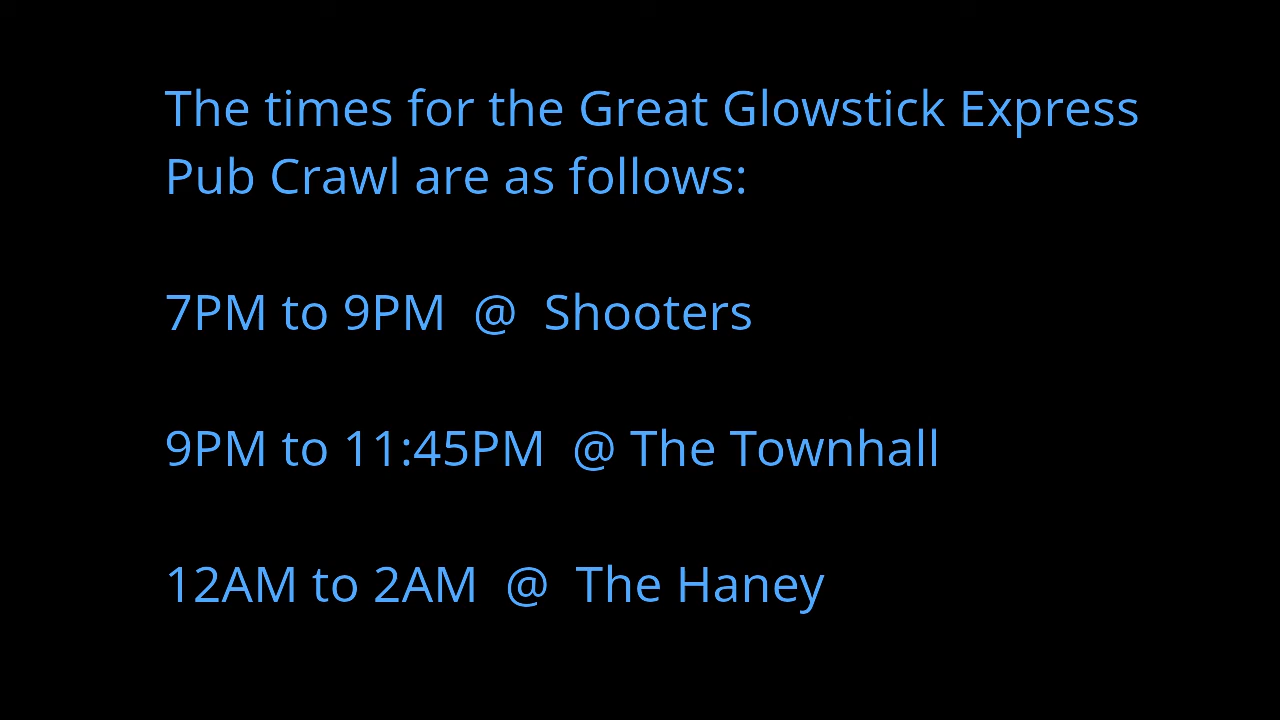 The times for the Great Glowstick Express
Pub Crawl are as follows:
7PM to 9PM  @  Shooters
9PM to 11:45PM  @ The Townhall
12AM to 2AM  @  The Haney